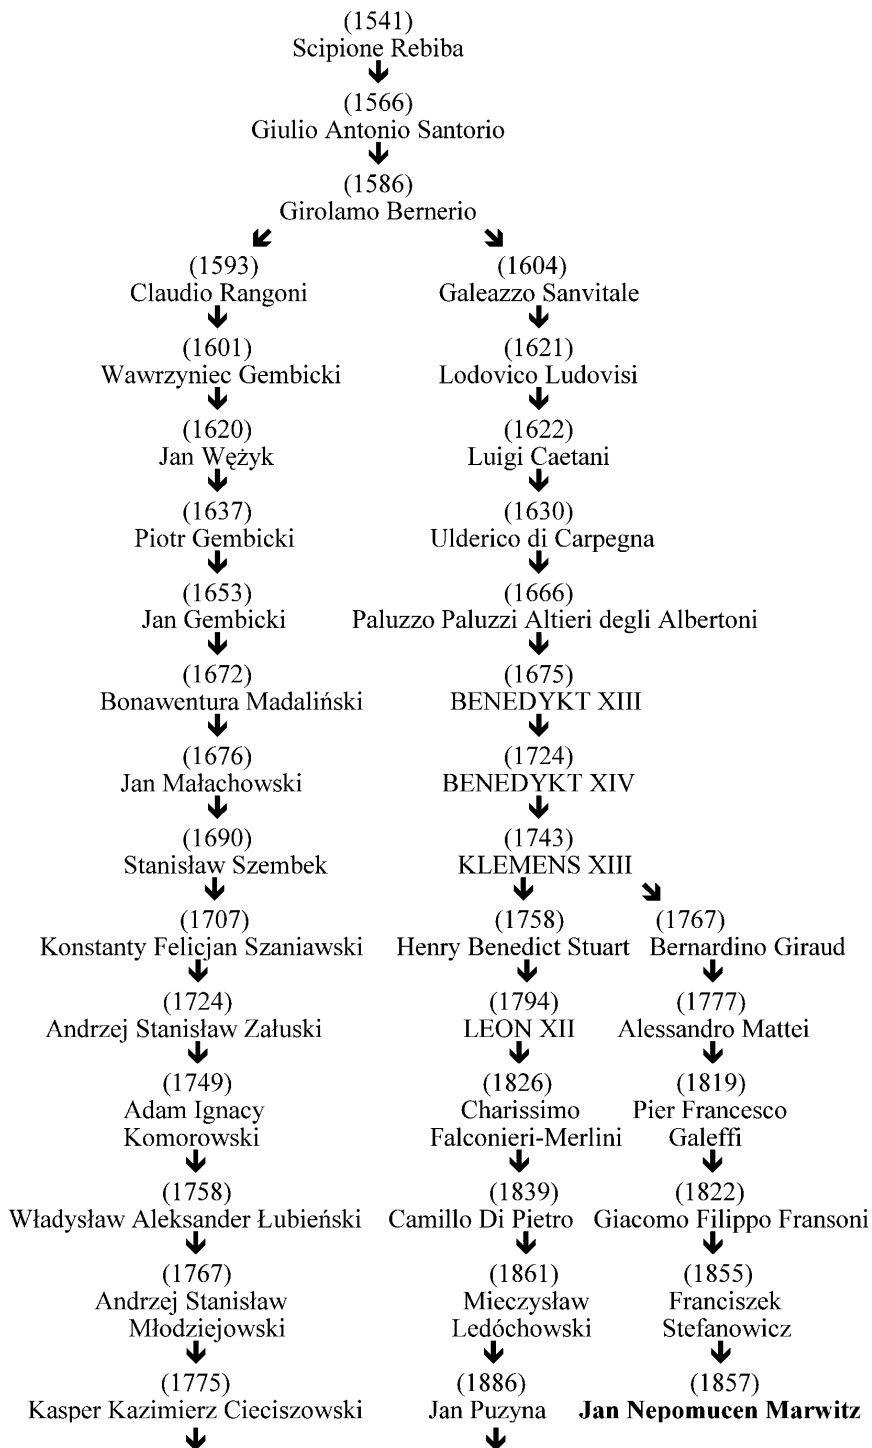 (1541)
Scipione Rebiba
(1566)
Giulio Antonio Santorio
(1586)
Girolamo Bernerio
(1593) (1604)
Claudio Rangoni Galeazzo Sanvitale
(1601) (1621)
Wawrzyniec Gembicki Lodovico Ludovisi
(1620) (1622)
Jan Wężyk Luigi Caetani
(1637) (1630)
Piotr Gembicki Ulderico di Carpegna
(1653) (1666)
Jan Gembicki Paluzzo Paluzzi Altieri degli Albertoni
(1672) (1675)
Bonawentura Madaliński BENEDYKT XIII
(1676) (1724)
Jan Małachowski BENEDYKT XIV
(1690) (1743)
Stanisław Szembek KLEMENS XIII
(1707) (1758) (1767)
Konstanty Felicjan Szaniawski Henry Benedict Stuart Bernardino Giraud
(1724) (1794) (1777)
Andrzej Stanisław Załuski LEON XII Alessandro Mattei
(1749) (1826) (1819)
Adam Ignacy Charissimo Pier Francesco
Komorowski Falconieri-Merlini Galeffi
(1758) (1839) (1822)
Władysław Aleksander Łubieński Camillo Di Pietro Giacomo Filippo Fransoni
(1767) (1861) (1855)
Andrzej Stanisław Mieczysław Franciszek
Młodziejowski Ledóchowski Stefanowicz
(1775) (1886) (1857)
Kasper Kazimierz Cieciszowski Jan Puzyna Jan Nepomucen Marwitz